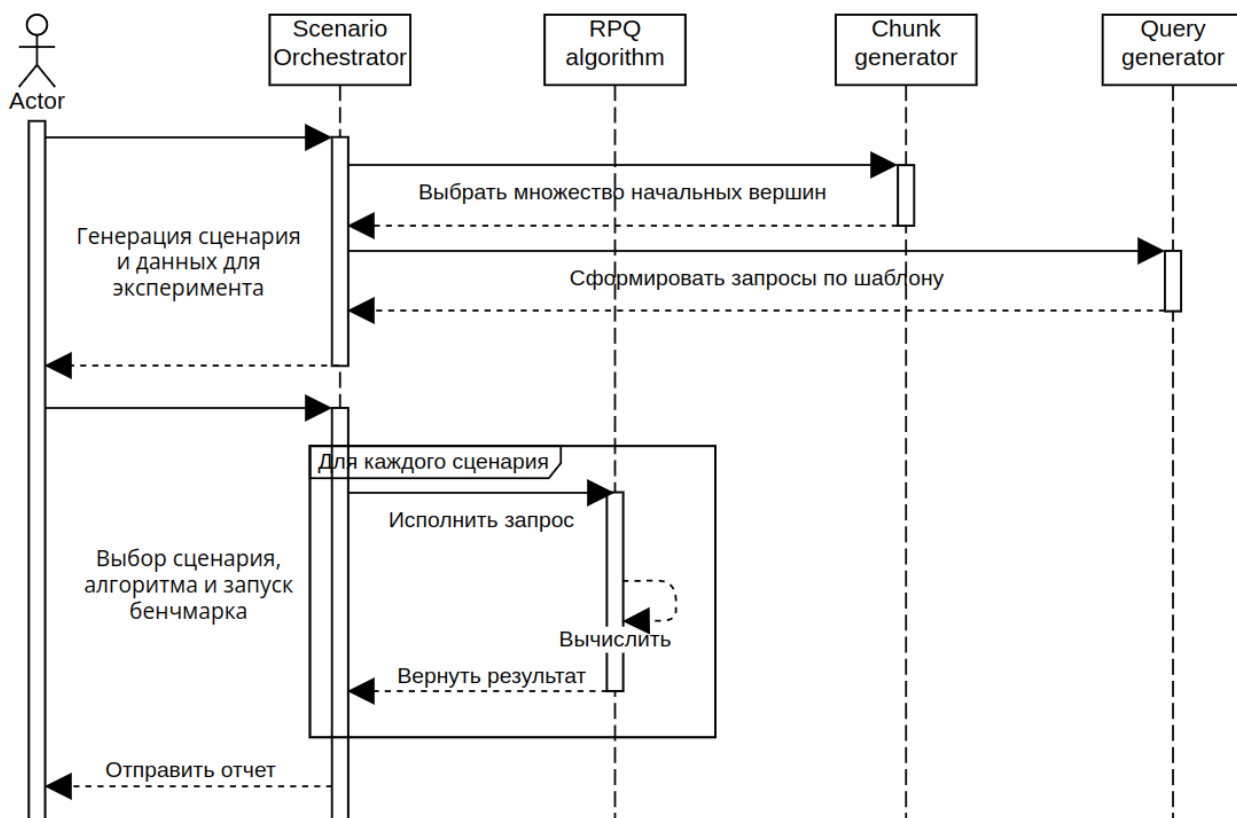 Actor
Scenario
Orchestrator
RPQ
algorithm
Chunk
generator
Query
generator
Выбрать множество начальных вершин
Генерация сценария
и данных для
эксперимента
Сформировать запросы по шаблону
Для каждого сценария
Исполнить запрос
Выбор сценария,
алгоритма и запуск
бенчмарка
Вычислить
Вернуть результат
Отправить отчет